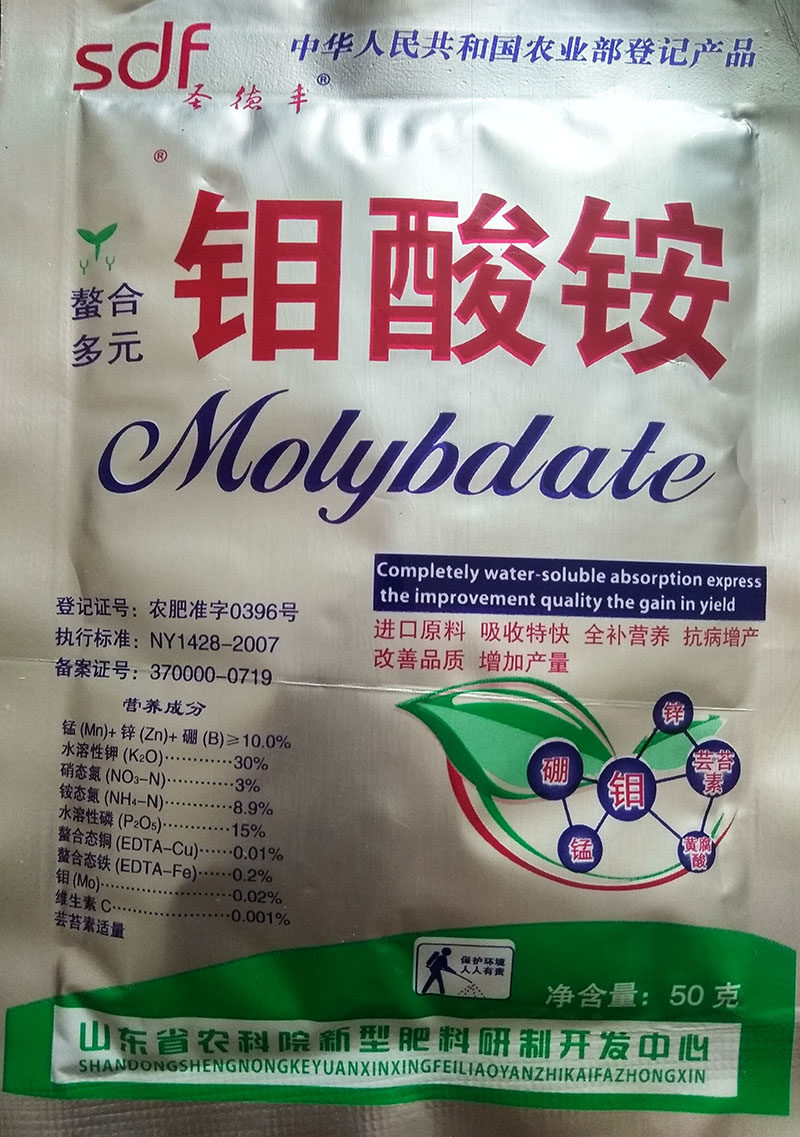 sdf
圣德丰®
中华人民共和国农业部登记产品
®
螯合
多元
钼酸铵
Molybdate
Completely water-soluble absorption express
the improvement quality the gain in yield
进口原料 吸收特快 全补营养 抗病增产
改善品质 增加产量
登记证号：农肥准字0396号
执行标准：NY1428-2007
备案证号：370000-0719
营养成分
锰(Mn)+锌(Zn)+硼(B)≥10.0%
水溶性钾(K₂O)············30%
硝态氮(NO₃-N)············3%
铵态氮(NH₄-N)············8.9%
水溶性磷(P₂O₅)············15%
螯合态铜(EDTA-Cu)······0.01%
螯合态铁(EDTA-Fe)······0.2%
钼(Mo)·····················0.02%
维生素C··················0.001%
芸苔素适量
锌
硼
钼
芸苔
素
锰
黄腐
酸
保护环境
人人有责
净含量：50克
山东省农科院新型肥料研制开发中心
SHANDONGSHENGNONGKEYUANXINXINGFEILIAOYANZHIKAIFAZHONGXIN